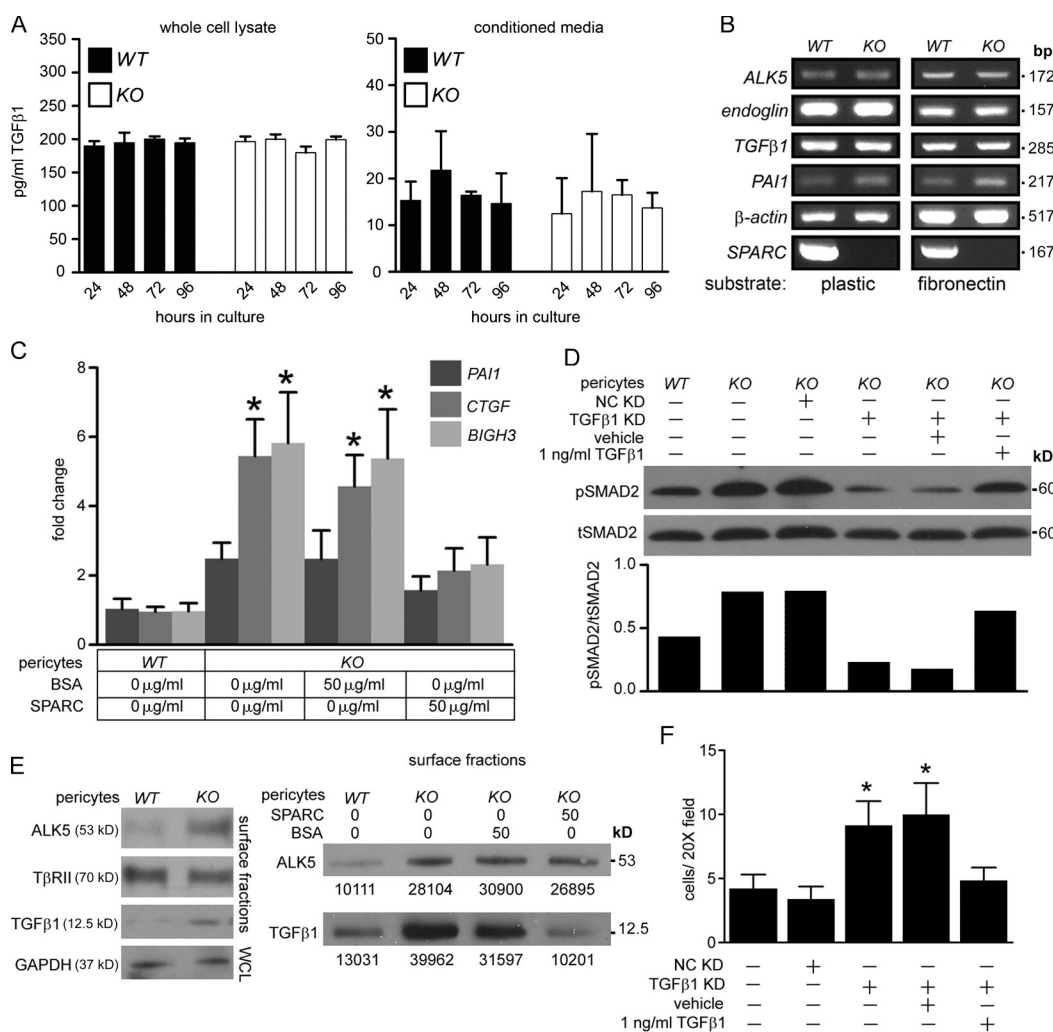 A
whole cell lysate
conditioned media
pg/ml TGFβ1
350
300
250
200
150
100
50
0
WT
KO
24 48 72 96 24 48 72 96
hours in culture
50
40
30
20
10
0
WT
KO
24 48 72 96 24 48 72 96
hours in culture
B
WT KO WT KO bp
ALK5 172
endoglin 157
TGFβ1 285
PAI1 217
β-actin 517
SPARC 167
substrate: plastic fibronectin
C
fold change
8
6
4
2
0
* * * *
PAI1
CTGF
BIGH3
pericytes WT KO
BSA 0 μg/ml 0 μg/ml 50 μg/ml 0 μg/ml
SPARC 0 μg/ml 0 μg/ml 0 μg/ml 50 μg/ml
D
pericytes WT KO KO KO KO KO
NC KD – – + – – –
TGFβ1 KD – – – + + +
vehicle – – – – + –
1 ng/ml TGFβ1 – – – – – + kD
pSMAD2 -60
tSMAD2 -60
pSMAD2/tSMAD2
1.0
0.5
0.0
E
pericytes WT KO
ALK5 (53 kD)
TβRII (70 kD)
TGFβ1 (12.5 kD)
GAPDH (37 kD)
surface fractions
WCL
surface fractions
pericytes WT KO KO KO
SPARC 0 0 0 50
BSA 0 0 50 0 kD
ALK5 -53
10111 28104 30900 26895
TGFβ1 -12.5
13031 39962 31597 10201
F
cells/ 20X field
15
10
5
0
* *
NC KD – + – – –
TGFβ1 KD – – + + +
vehicle – – – + –
1 ng/ml TGFβ1 – – – – +